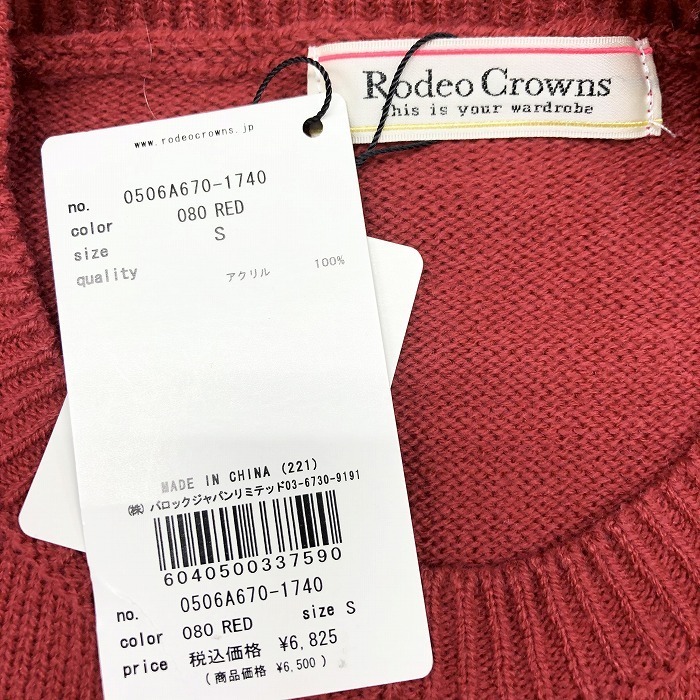 Rodeo Crowns
his is your wardrobe
www.rodeocrowns.jp
no. 0506A670-1740
color 080 RED
size S
quality アクリル 100%
MADE IN CHINA (221)
(株) バロックジャパンリミテッド03-6730-9191
6040500337590
no. 0506A670-1740
color 080 RED size S
price 税込価格 ¥6,825
( 商品価格 ¥6,500 )